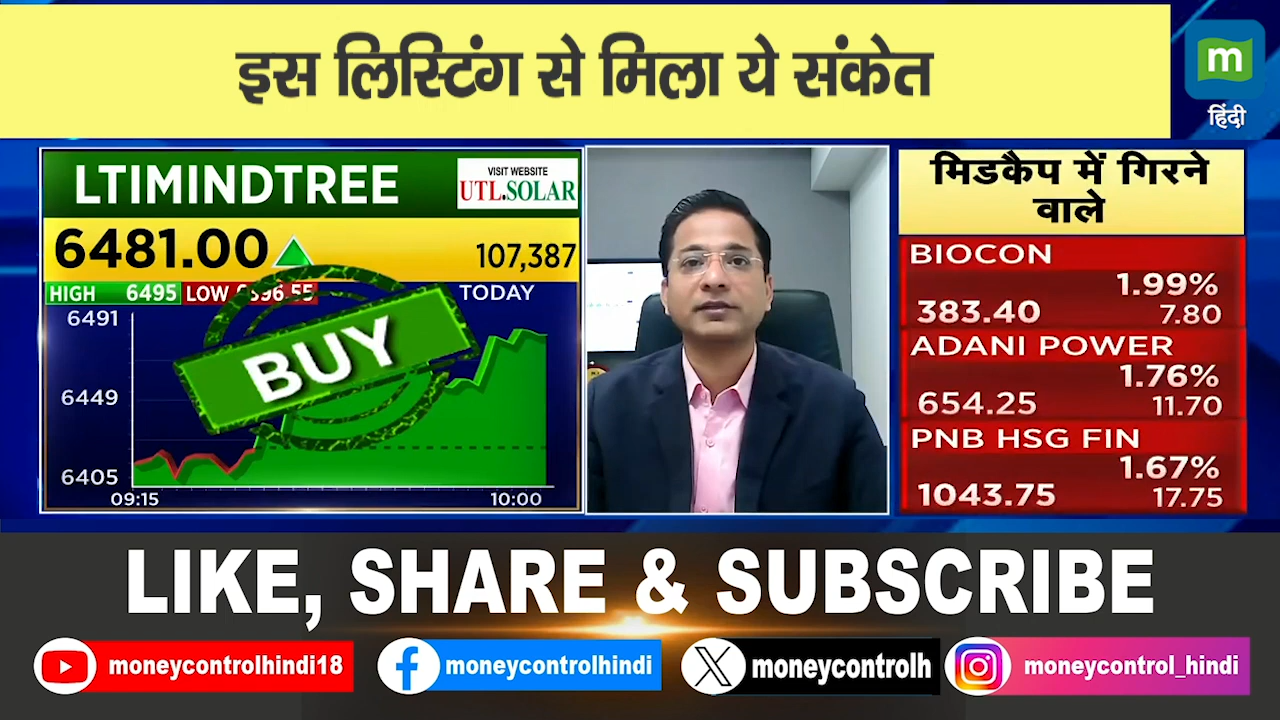 इस लिस्टिंग से मिला ये संकेत
m
हिंदी
LTIMINDTREE
VISIT WEBSITE
UTL.SOLAR
6481.00
107,387
HIGH 6495 LOW
TODAY
6491
6449
6405
09:15
10:00
BUY
मिडकैप में गिरने
वाले
BIOCON
1.99%
383.40
7.80
ADANI POWER
1.76%
654.25
11.70
PNB HSG FIN
1.67%
1043.75
17.75
LIKE, SHARE & SUBSCRIBE
moneycontrolhindi18
moneycontrolhindi
moneycontrolh
moneycontrol_hindi